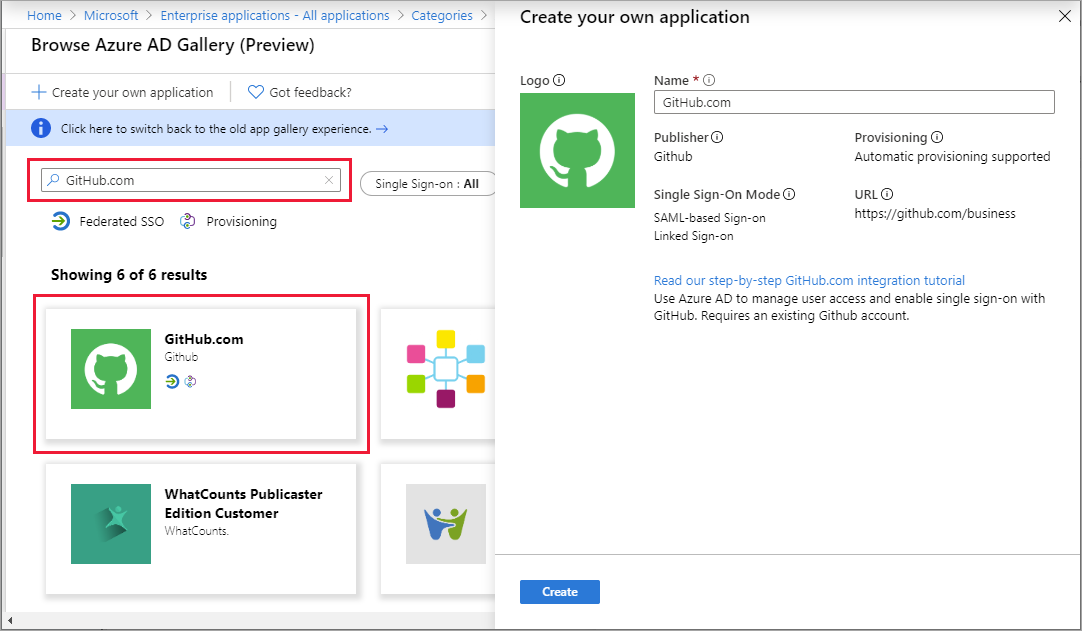 Home > Microsoft > Enterprise applications - All applications > Categories >
Browse Azure AD Gallery (Preview)
Create your own application
Got feedback?
Click here to switch back to the old app gallery experience. →
GitHub.com
Single Sign-on : All
Federated SSO
Provisioning
Showing 6 of 6 results
GitHub.com
Github
WhatCounts Publicaster
Edition Customer
WhatCounts.
Create your own application
Logo
Name *
GitHub.com
Publisher
Github
Provisioning
Automatic provisioning supported
Single Sign-On Mode
SAML-based Sign-on
Linked Sign-on
URL
https://github.com/business
Read our step-by-step GitHub.com integration tutorial
Use Azure AD to manage user access and enable single sign-on with
GitHub. Requires an existing Github account.
Create